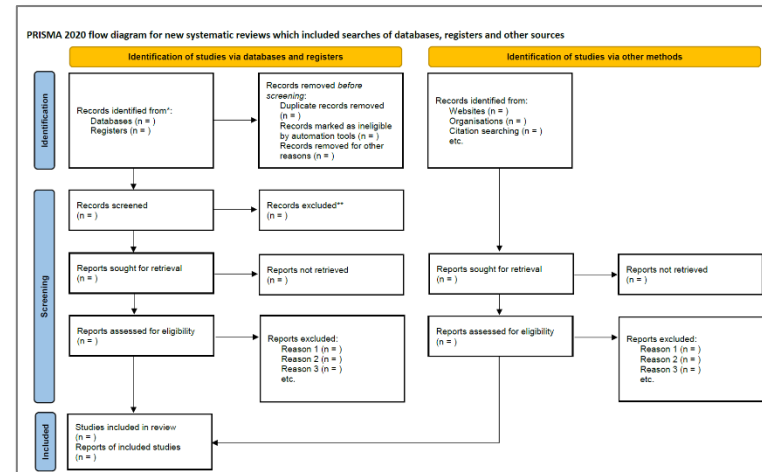 PRISMA 2020 flow diagram for new systematic reviews which included searches of databases, registers and other sources
Identification of studies via databases and registers
Identification of studies via other methods
Identification
Records identified from*:
Databases (n = )
Registers (n = )
Records removed before
screening:
Duplicate records removed
(n = )
Records marked as ineligible
by automation tools (n = )
Records removed for other
reasons (n = )
Records identified from:
Websites (n = )
Organisations (n = )
Citation searching (n = )
etc.
Screening
Records screened
(n = )
Records excluded**
(n = )
Reports sought for retrieval
(n = )
Reports not retrieved
(n = )
Reports sought for retrieval
(n = )
Reports not retrieved
(n = )
Reports assessed for eligibility
(n = )
Reports excluded:
Reason 1 (n = )
Reason 2 (n = )
Reason 3 (n = )
etc.
Reports assessed for eligibility
(n = )
Reports excluded:
Reason 1 (n = )
Reason 2 (n = )
Reason 3 (n = )
etc.
Included
Studies included in review
(n = )
Reports of included studies
(n = )